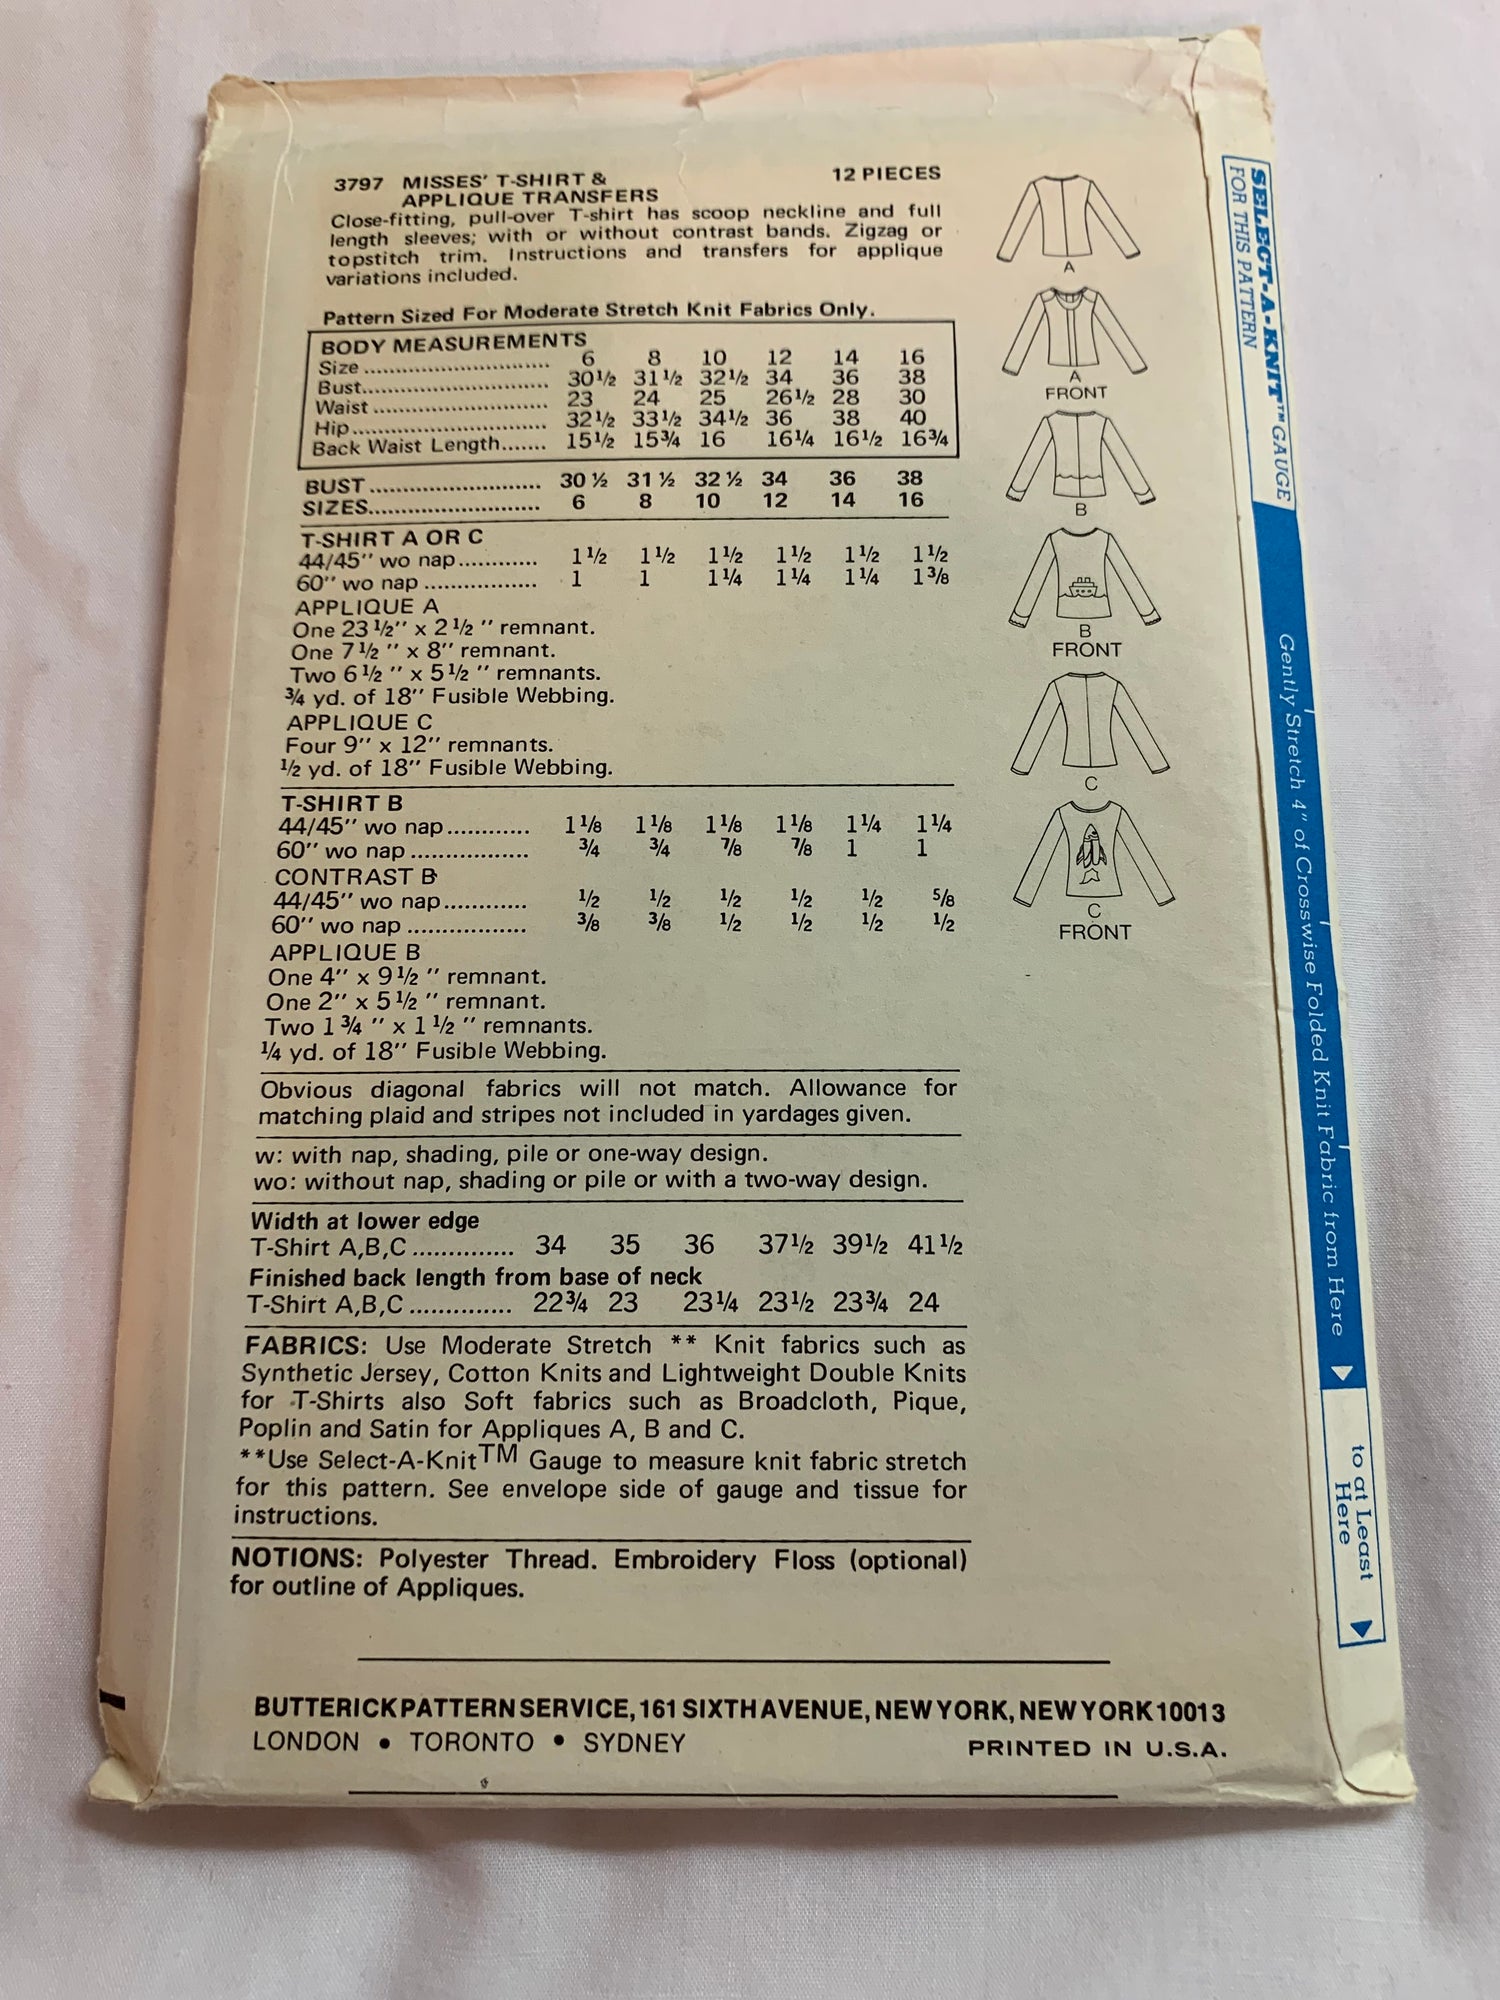 3797 MISSES' T-SHIRT & 12 PIECES
APPLIQUE TRANSFERS
Close-fitting, pull-over T-shirt has scoop neckline and full
length sleeves; with or without contrast bands. Zigzag or
topstitch trim. Instructions and transfers for applique
variations included.
Pattern Sized For Moderate Stretch Knit Fabrics Only.
BODY MEASUREMENTS
Size .............................. 6 8 10 12 14 16
Bust.............................. 30½ 31½ 32½ 34 36 38
Waist ............................ 23 24 25 26½ 28 30
Hip................................ 32½ 33½ 34½ 36 38 40
Back Waist Length....... 15½ 15¾ 16 16¼ 16½ 16¾
BUST .......................... 30 ½ 31 ½ 32 ½ 34 36 38
SIZES.......................... 6 8 10 12 14 16
T-SHIRT A OR C
44/45" wo nap............ 1½ 1½ 1½ 1½ 1½ 1½
60" wo nap ................. 1 1 1¼ 1¼ 1¼ 1⅜
APPLIQUE A
One 23 ½" x 2 ½ " remnant.
One 7 ½ " x 8" remnant.
Two 6 ½ " x 5 ½ " remnants.
¾ yd. of 18" Fusible Webbing.
APPLIQUE C
Four 9" x 12" remnants.
½ yd. of 18" Fusible Webbing.
T-SHIRT B
44/45" wo nap............ 1⅛ 1⅛ 1⅛ 1⅛ 1¼ 1¼
60" wo nap ................. ¾ ¾ ⅞ ⅞ 1 1
CONTRAST B
44/45" wo nap............ ½ ½ ½ ½ ½ ⅝
60" wo nap ................. ⅜ ⅜ ½ ½ ½ ½
APPLIQUE B
One 4" x 9 ½ " remnant.
One 2" x 5 ½ " remnant.
Two 1 ¾ " x 1 ½ " remnants.
¼ yd. of 18" Fusible Webbing.
Obvious diagonal fabrics will not match. Allowance for
matching plaid and stripes not included in yardages given.
w: with nap, shading, pile or one-way design.
wo: without nap, shading or pile or with a two-way design.
Width at lower edge
T-Shirt A,B,C .............. 34 35 36 37½ 39½ 41½
Finished back length from base of neck
T-Shirt A,B,C .............. 22¾ 23 23¼ 23½ 23¾ 24
FABRICS: Use Moderate Stretch ** Knit fabrics such as
Synthetic Jersey, Cotton Knits and Lightweight Double Knits
for T-Shirts also Soft fabrics such as Broadcloth, Pique,
Poplin and Satin for Appliques A, B and C.
**Use Select-A-Knit™ Gauge to measure knit fabric stretch
for this pattern. See envelope side of gauge and tissue for
instructions.
NOTIONS: Polyester Thread. Embroidery Floss (optional)
for outline of Appliques.
BUTTERICK PATTERN SERVICE, 161 SIXTH AVENUE, NEW YORK, NEW YORK 10013
LONDON • TORONTO • SYDNEY PRINTED IN U.S.A.
A
A
FRONT
B
B
FRONT
C
C
FRONT
SELECT-A-KNIT™ GAUGE
FOR THIS PATTERN
Gently Stretch 4" of Crosswise Folded Knit Fabric from Here
to at Least
Here